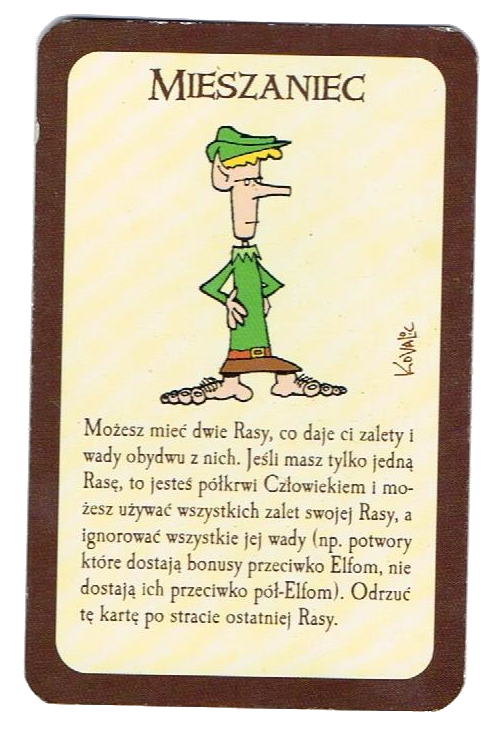 MIESZANIEC
KOVALIC
Możesz mieć dwie Rasy, co daje ci zalety i
wady obydwu z nich. Jeśli masz tylko jedną
Rasę, to jesteś półkrwi Człowiekiem i mo-
żesz używać wszystkich zalet swojej Rasy, a
ignorować wszystkie jej wady (np. potwory
które dostają bonusy przeciwko Elfom, nie
dostają ich przeciwko pół-Elfom). Odrzuć
tę kartę po stracie ostatniej Rasy.